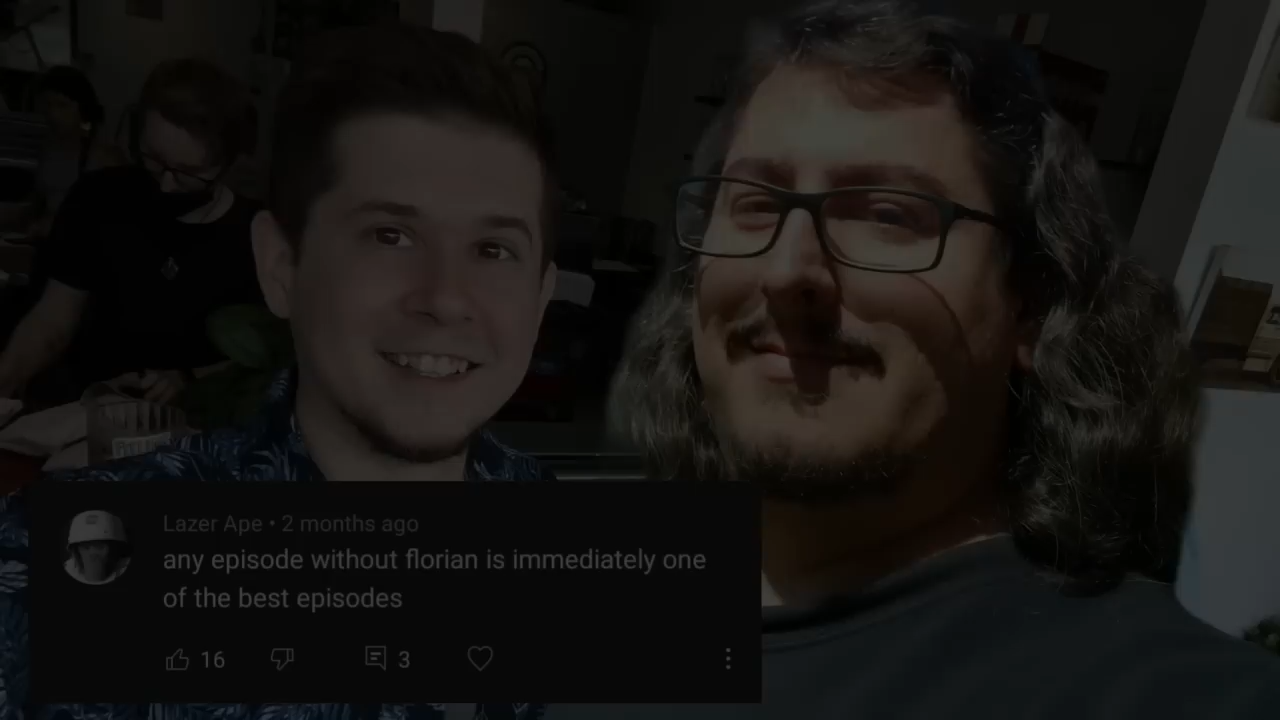 Lazer Ape • 2 months ago
any episode without florian is immediately one
of the best episodes
16
3